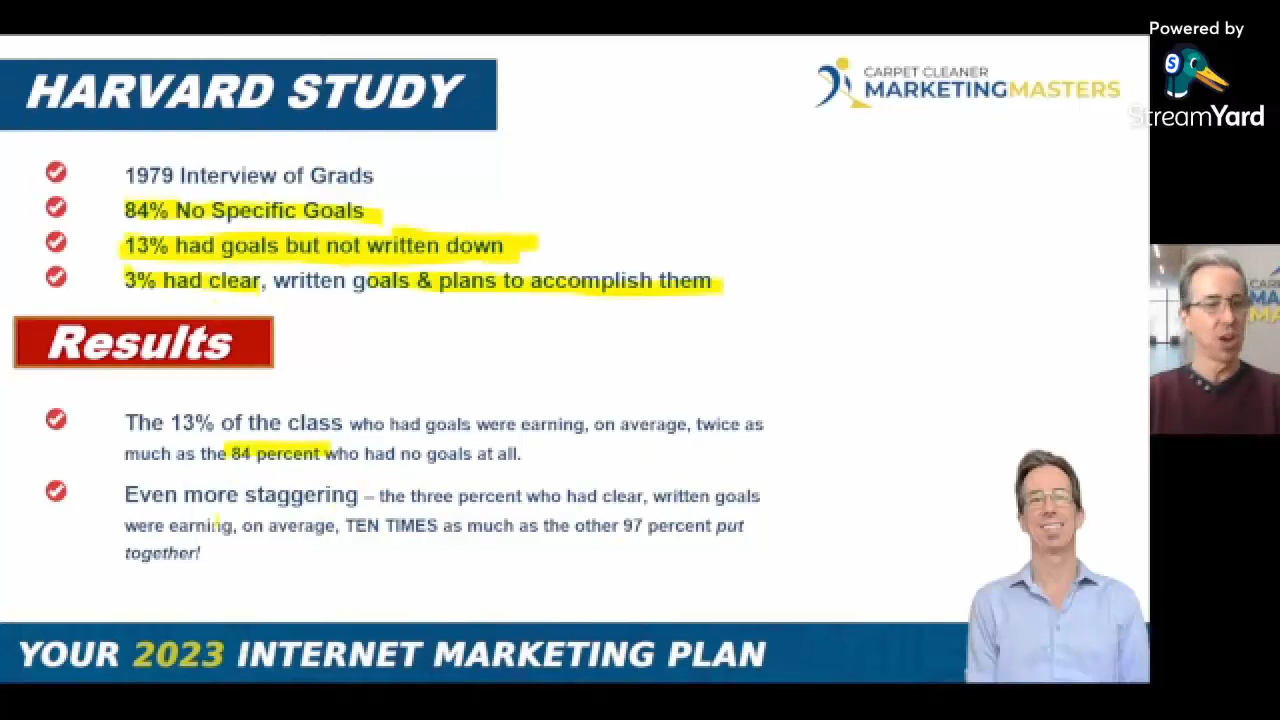 Powered by
StreamYard
HARVARD STUDY
CARPET CLEANER
MARKETINGMASTERS
1979 Interview of Grads
84% No Specific Goals
13% had goals but not written down
3% had clear, written goals & plans to accomplish them
Results
The 13% of the class who had goals were earning, on average, twice as
much as the 84 percent who had no goals at all.
Even more staggering – the three percent who had clear, written goals
were earning, on average, TEN TIMES as much as the other 97 percent put
together!
YOUR 2023 INTERNET MARKETING PLAN